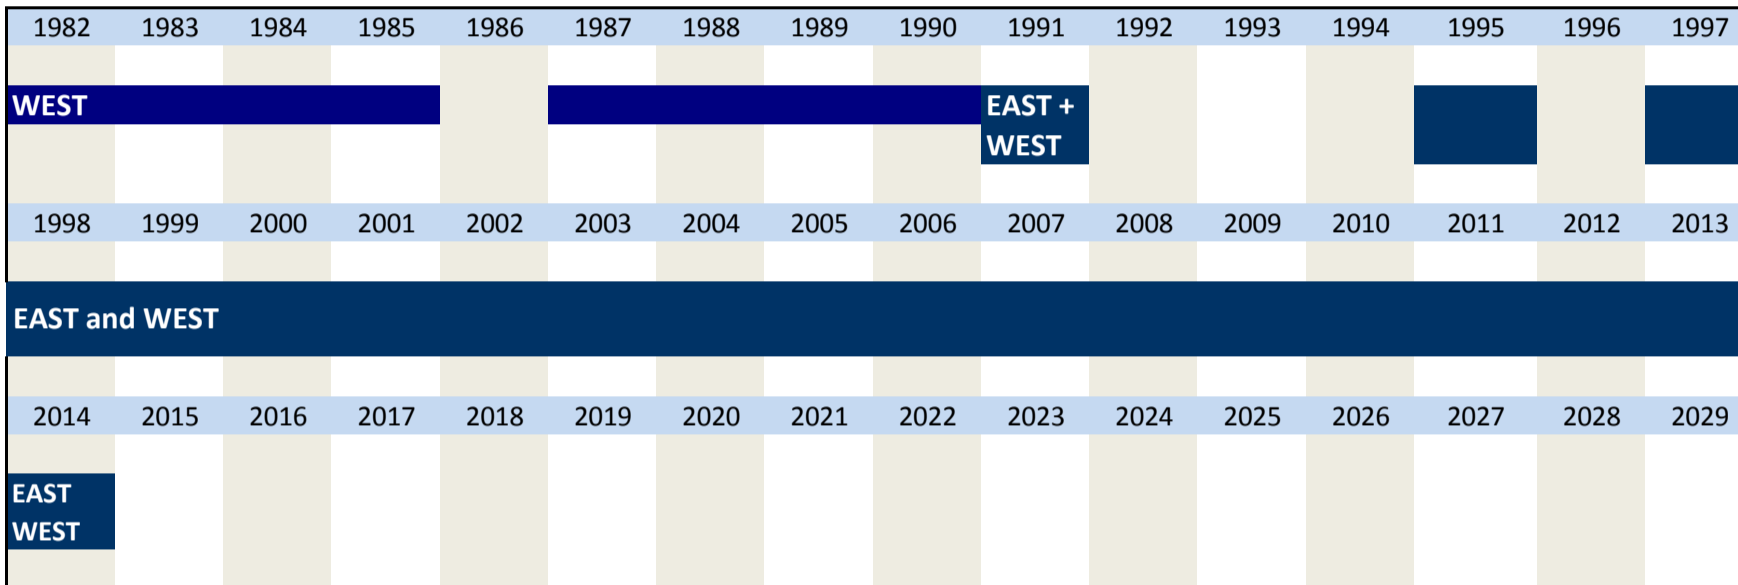 1982 1983 1984 1985 1986 1987 1988 1989 1990 1991 1992 1993 1994 1995 1996 1997
WEST EAST +
WEST
1998 1999 2000 2001 2002 2003 2004 2005 2006 2007 2008 2009 2010 2011 2012 2013
EAST and WEST
2014 2015 2016 2017 2018 2019 2020 2021 2022 2023 2024 2025 2026 2027 2028 2029
EAST
WEST